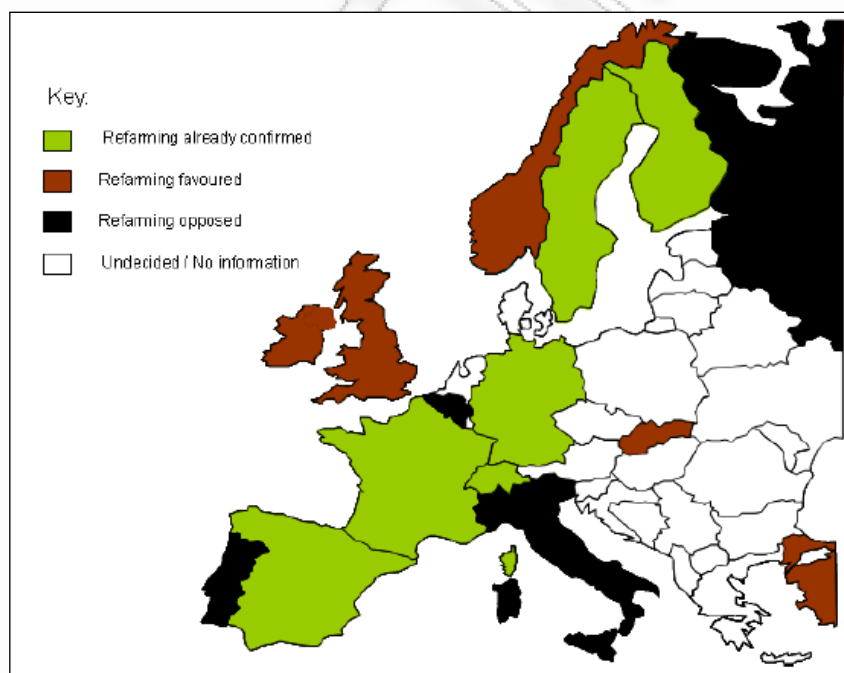 Key:
Refarming already confirmed
Refarming favoured
Refarming opposed
Undecided / No information